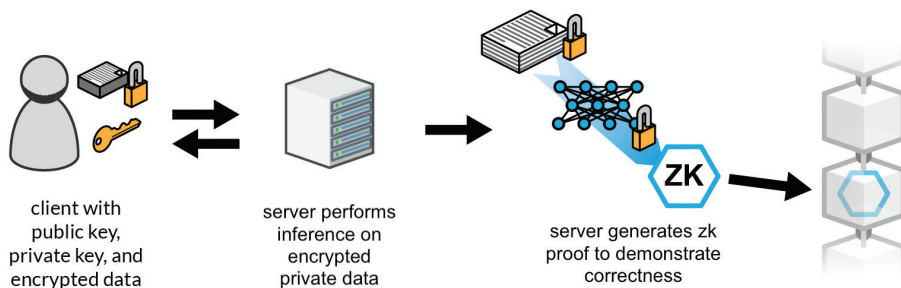 client with
public key,
private key, and
encrypted data
server performs
inference on
encrypted
private data
ZK
server generates zk
proof to demonstrate
correctness